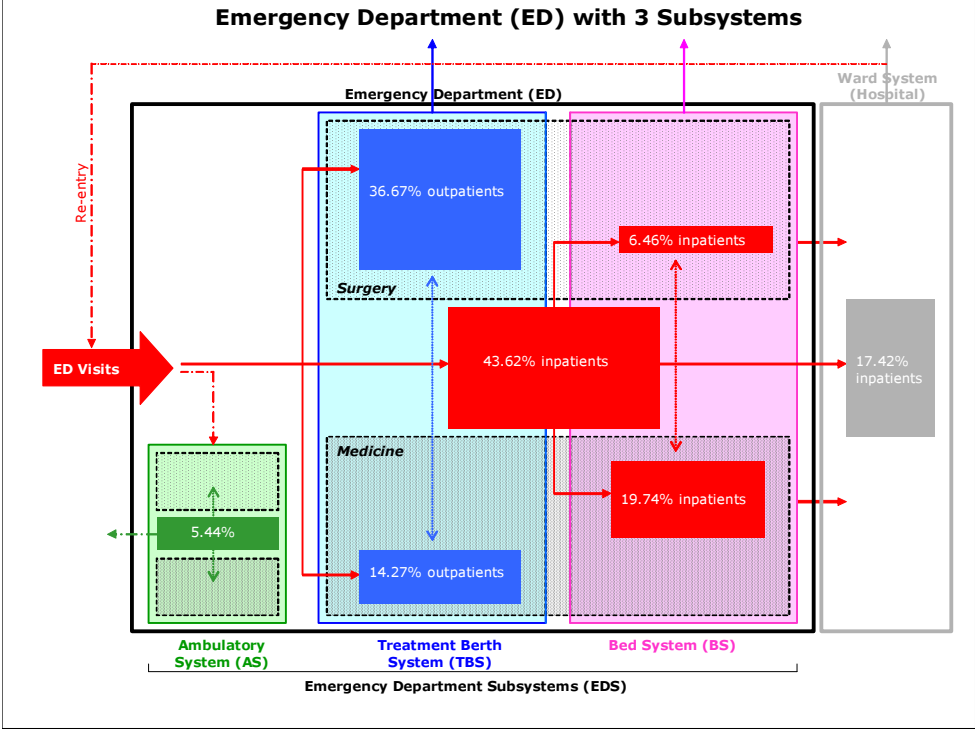 Emergency Department (ED) with 3 Subsystems
Ward System
(Hospital)
Emergency Department (ED)
Re-entry
36.67% outpatients
6.46% inpatients
Surgery
43.62% inpatients
17.42%
inpatients
ED Visits
Medicine
19.74% inpatients
5.44%
14.27% outpatients
Ambulatory
System (AS)
Treatment Berth
System (TBS)
Bed System (BS)
Emergency Department Subsystems (EDS)